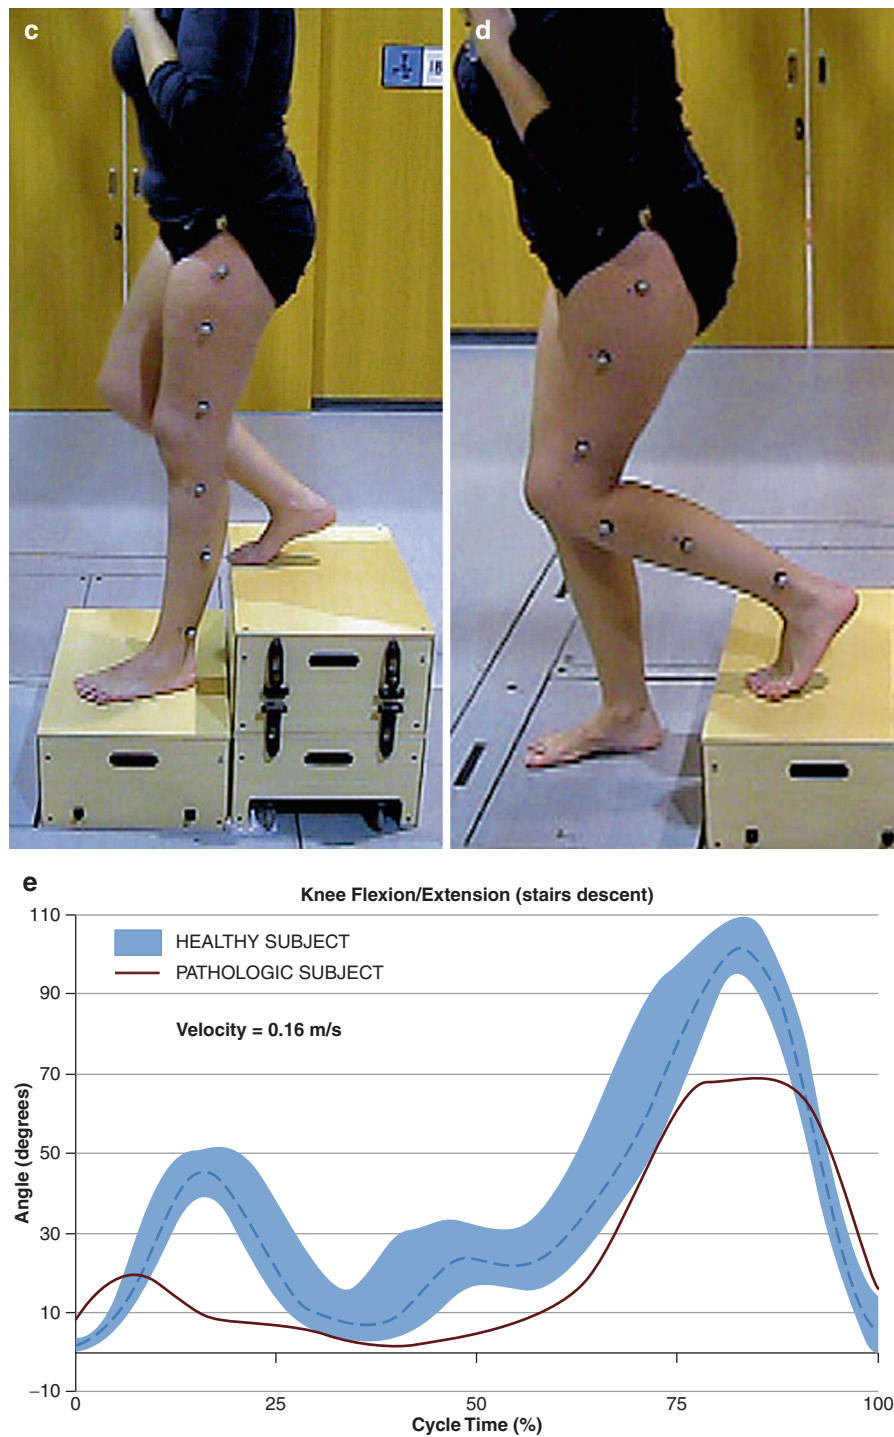 c
d
IB
e
Knee Flexion/Extension (stairs descent)
110
90
70
50
30
10
−10
Angle (degrees)
HEALTHY SUBJECT
PATHOLOGIC SUBJECT
Velocity = 0.16 m/s
0
25
50
75
100
Cycle Time (%)